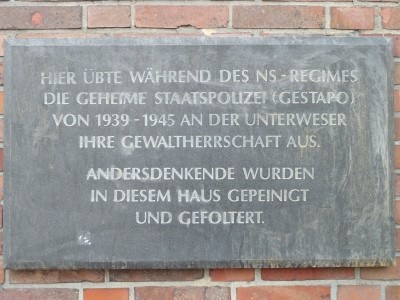 HIER ÜBTE WÄHREND DES NS-REGIMES
DIE GEHEIME STAATSPOLIZEI (GESTAPO)
VON 1939-1945 AN DER UNTERWESER
IHRE GEWALTHERRSCHAFT AUS.
ANDERSDENKENDE WURDEN
IN DIESEM HAUS GEPEINIGT
UND GEFOLTERT.